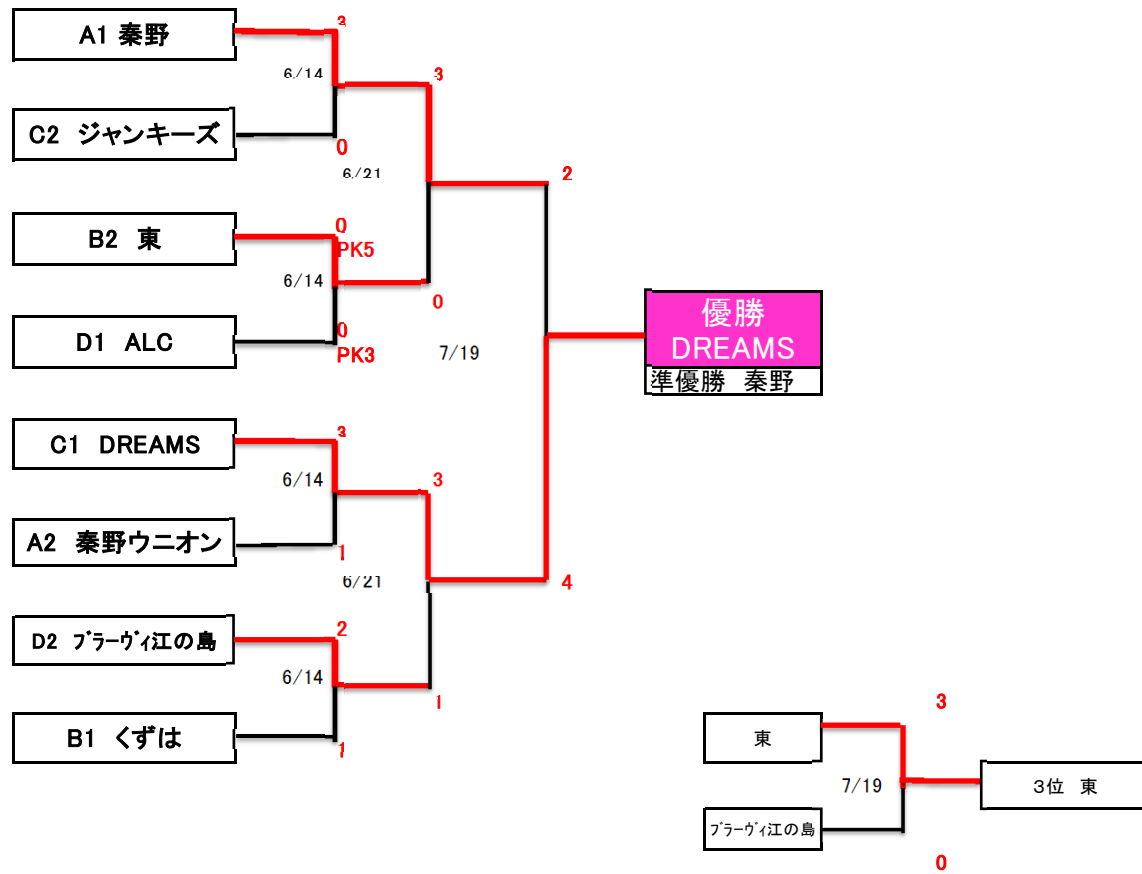 A1 秦野
3
6/14
3
C2 ジャンキーズ
0
6/21
2
B2 東
0
PK5
6/14
0
D1 ALC
0
PK3
7/19
優勝
DREAMS
準優勝 秦野
C1 DREAMS
3
6/14
3
A2 秦野ウニオン
1
6/21
4
D2 ブラーヴィ江の島
2
6/14
1
B1 くずは
1
3
東
7/19
3位 東
ブラーヴィ江の島
0